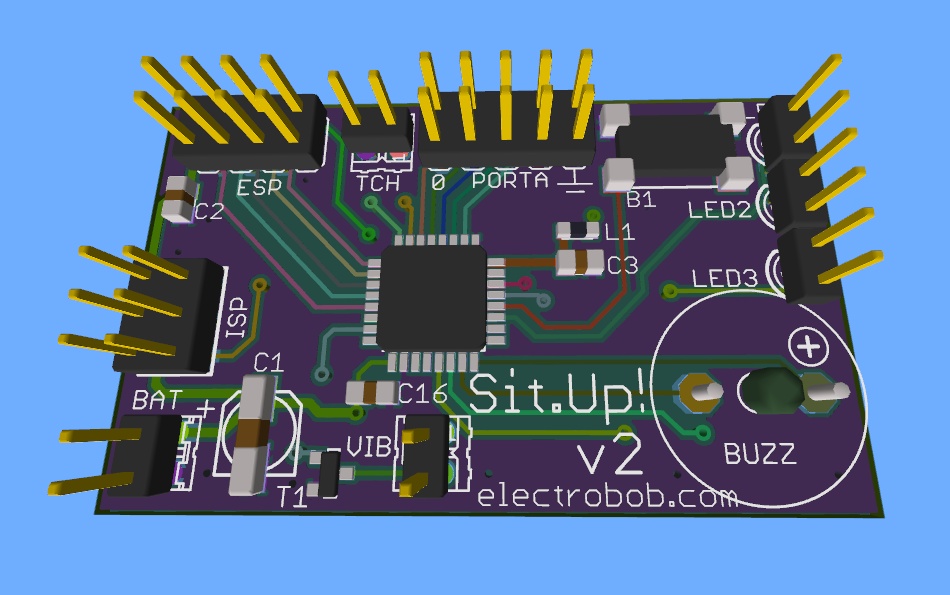 ESP
TCH
0 PORTA
B1
C2
LED2
L1
C3
LED3
ISP
+
C1
BAT
+
C16
Sit.Up!
v2
VIB
BUZZ
T1
electrobob.com